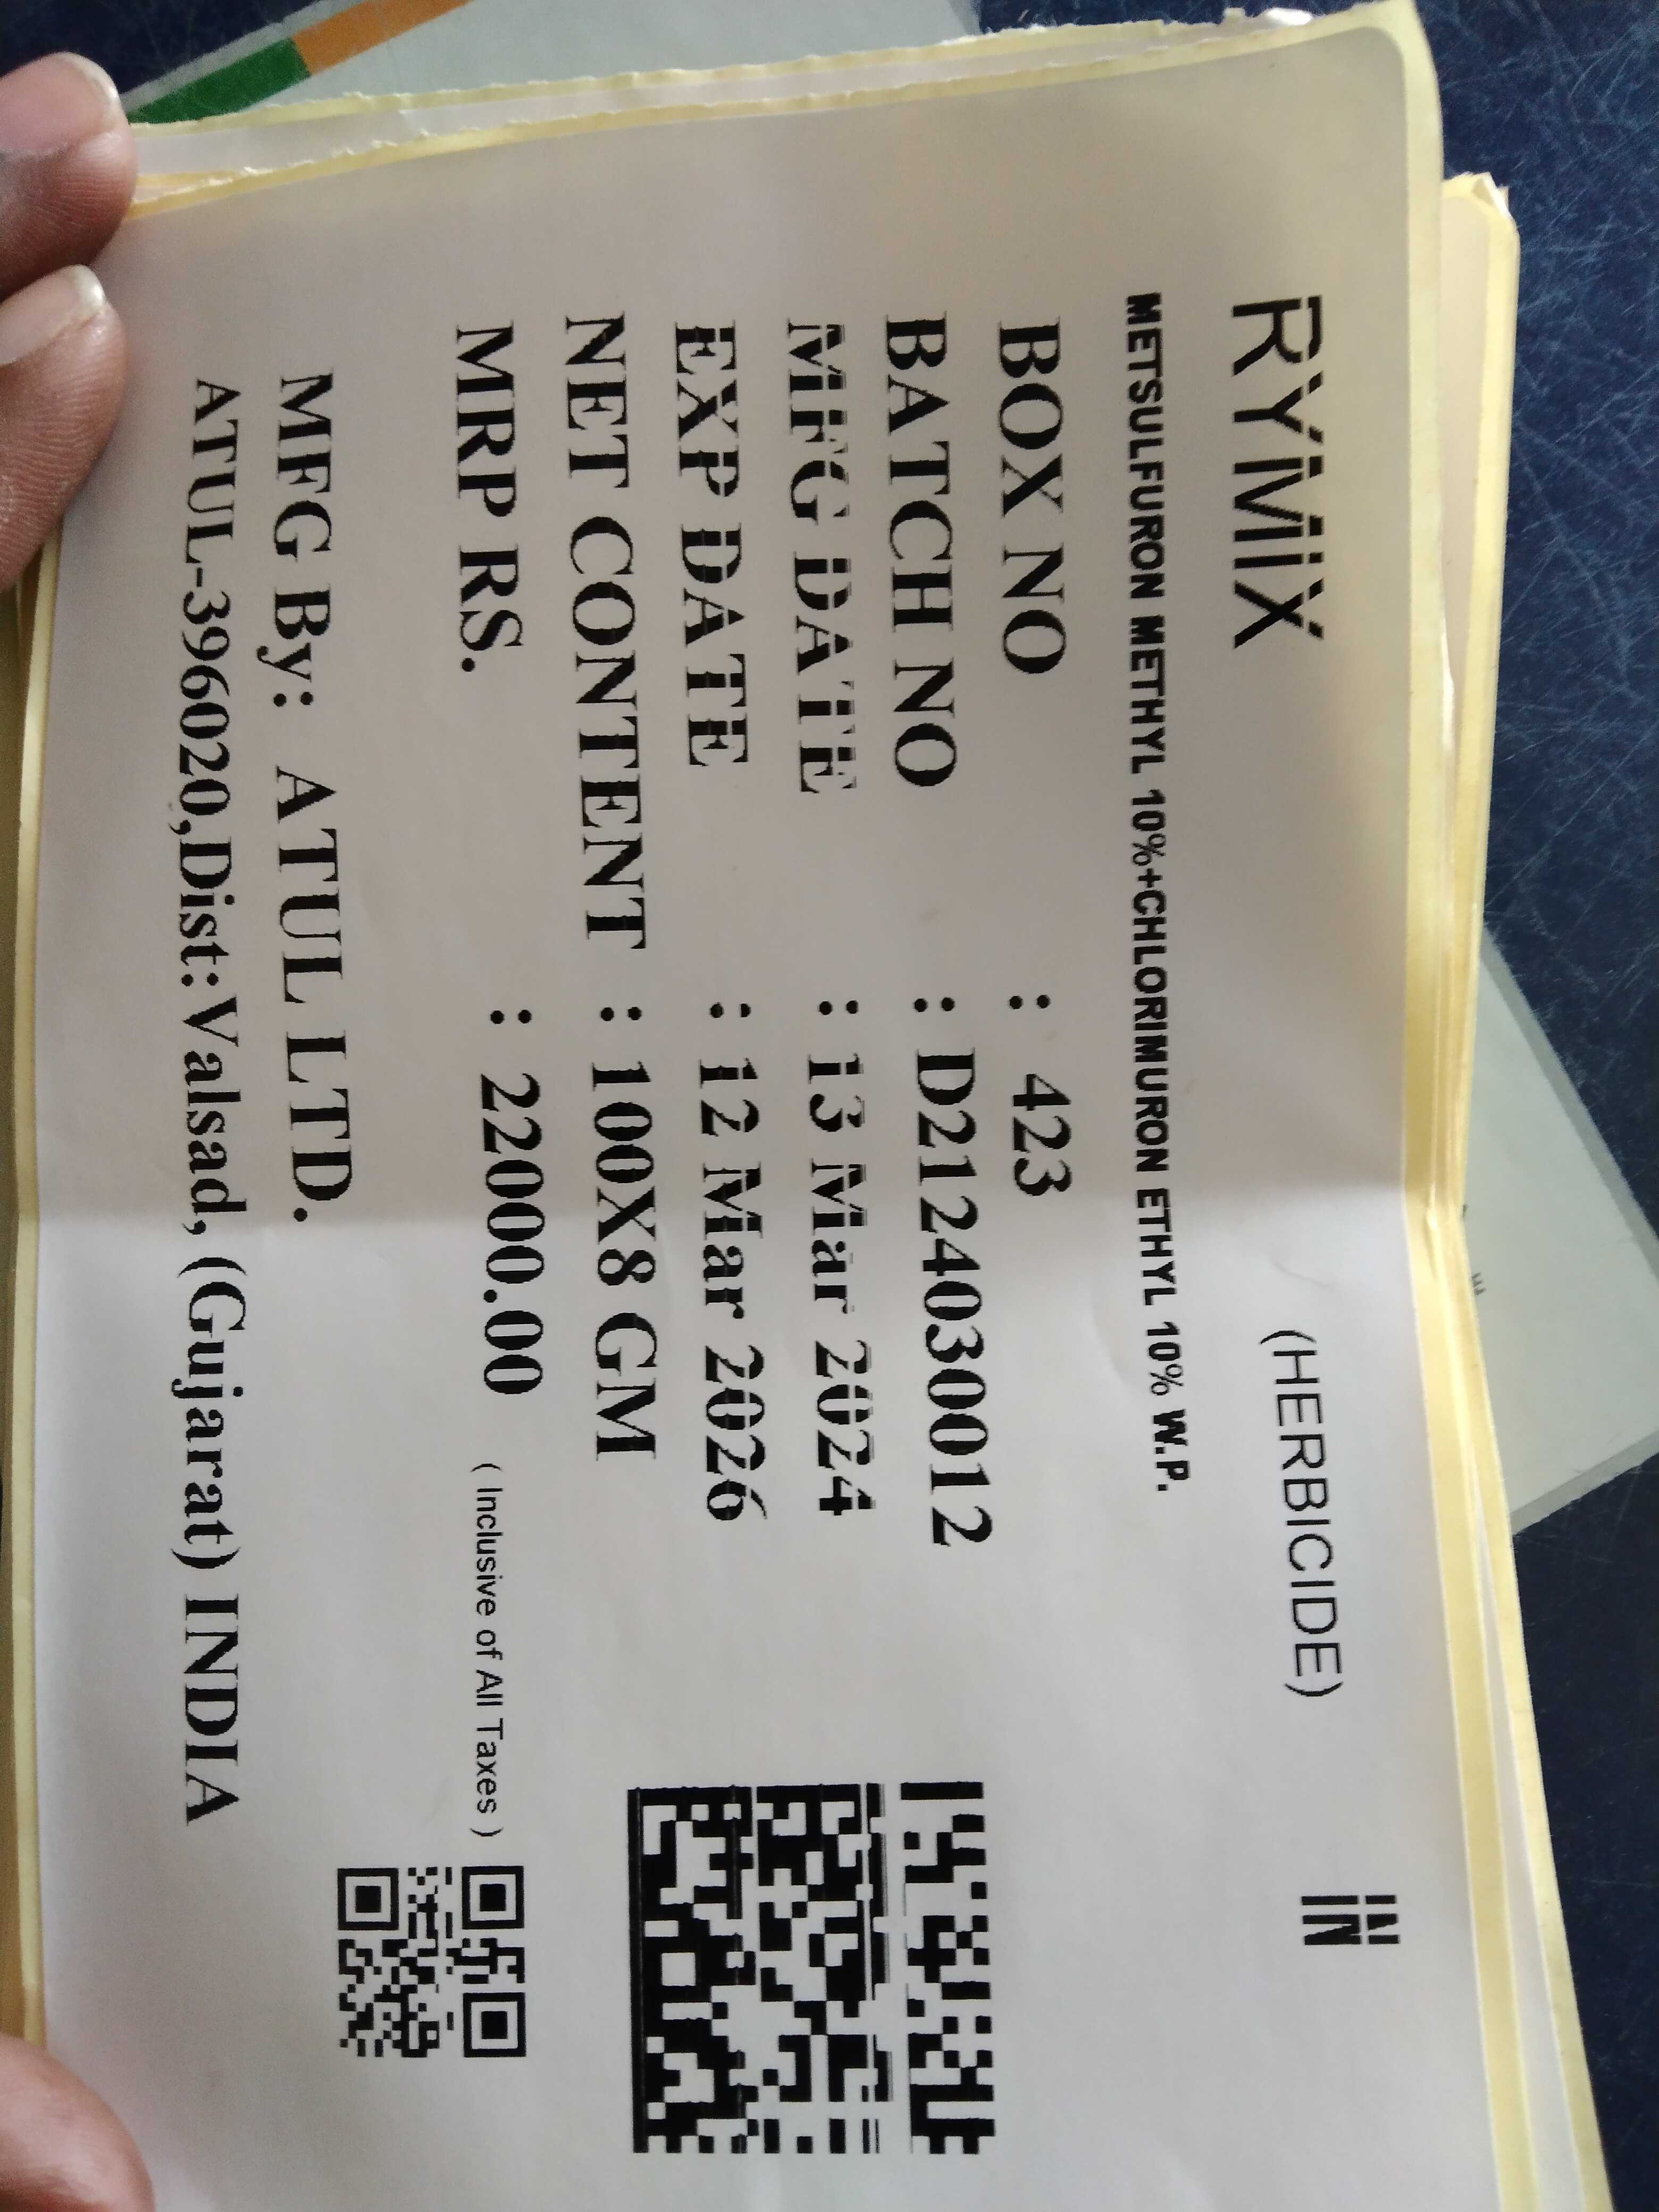 IN
RYMIX (HERBICIDE)
METSULFURON METHYL 10%+CHLORIMURON ETHYL 10% W.P.
BOX NO : 423
BATCH NO : D2124030012
MFG DATE : 13 Mar 2024
EXP DATE : 12 Mar 2026
NET CONTENT : 100X8 GM
MRP RS. : 22000.00 ( Inclusive of All Taxes )
MFG By: ATUL LTD.
ATUL-396020,Dist:Valsad, (Gujarat) INDIA